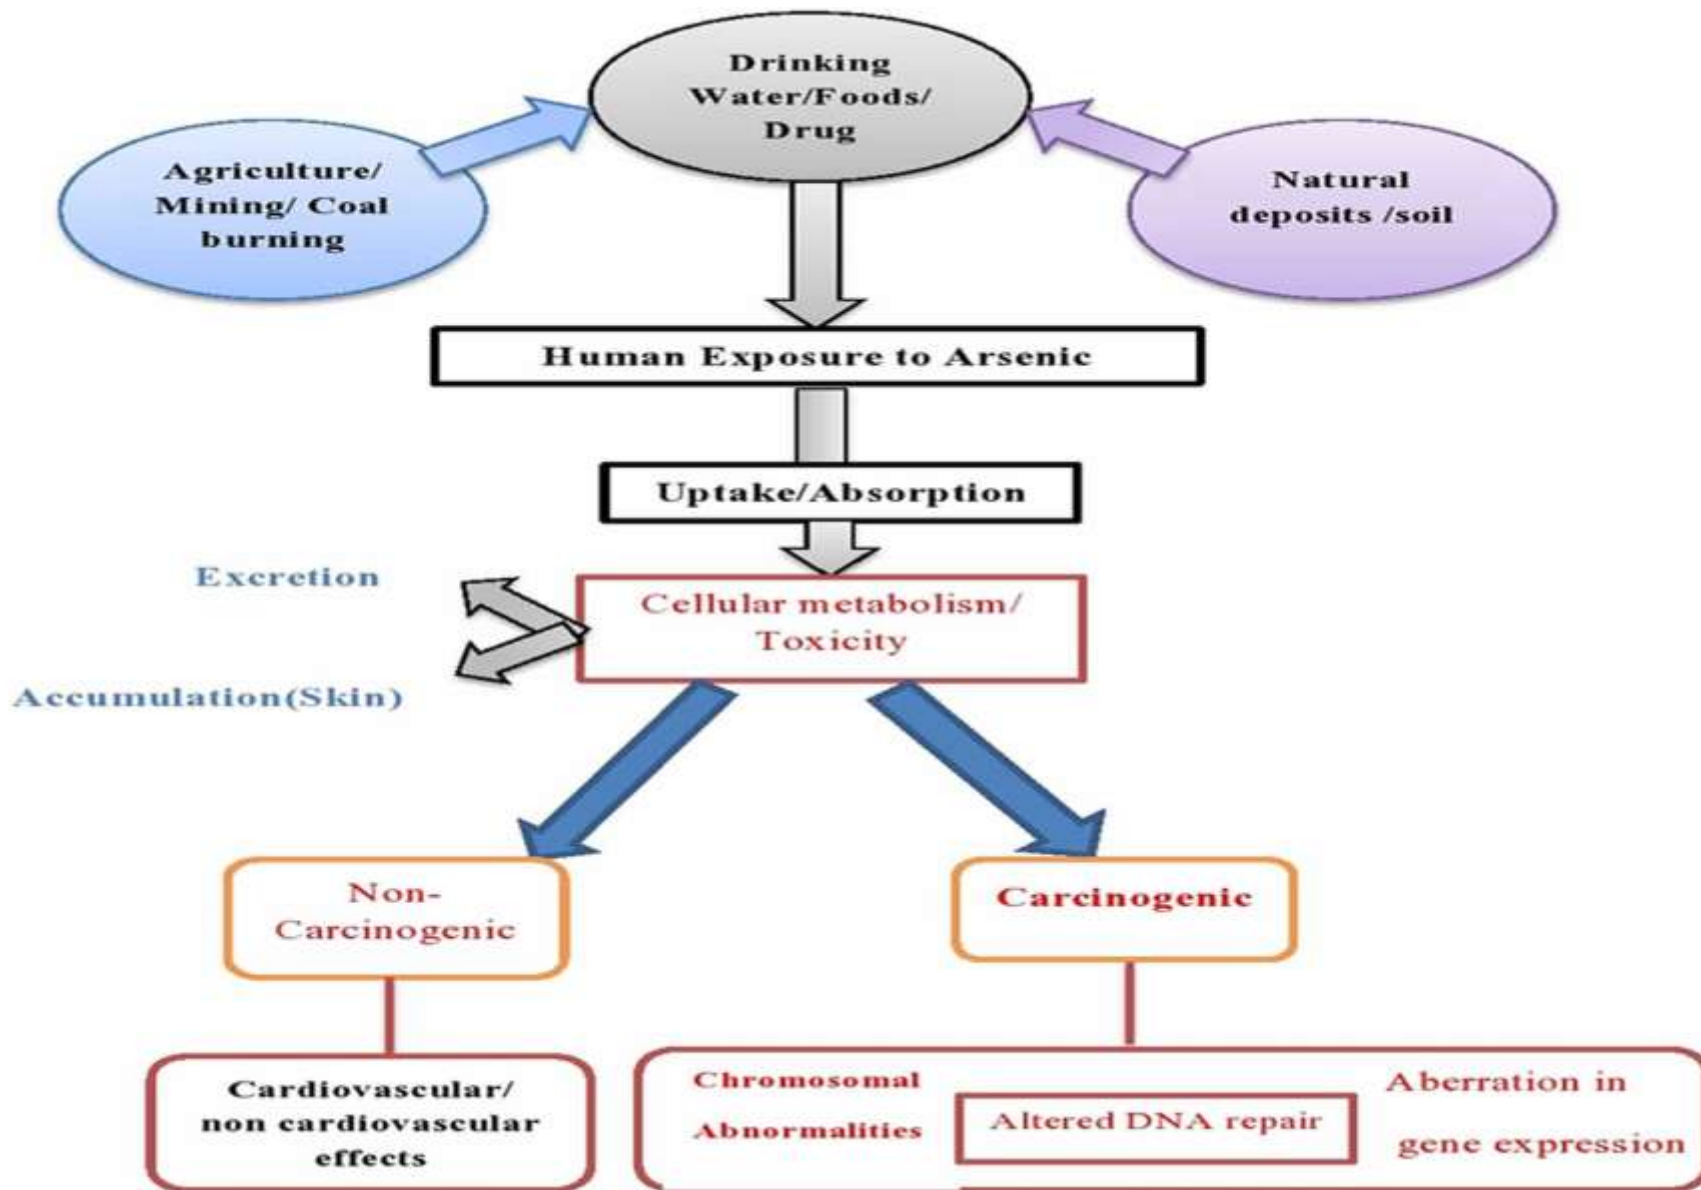 Drinking
Water/Foods/
Drug
Agriculture/
Mining/ Coal
burning
Natural
deposits /soil
Human Exposure to Arsenic
Uptake/Absorption
Excretion
Cellular metabolism/
Toxicity
Accumulation(Skin)
Non-
Carcinogenic
Carcinogenic
Cardiovascular/
non cardiovascular
effects
Chromosomal
Abnormalities
Altered DNA repair
Aberration in
gene expression